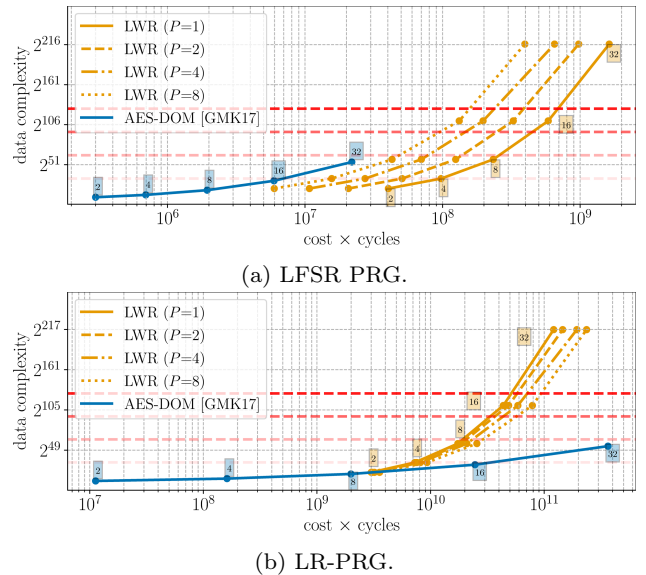 LWR (P=1)
LWR (P=2)
LWR (P=4)
LWR (P=8)
AES-DOM [GMK17]
data complexity
2^216
2^161
2^106
2^51
2
4
8
16
32
2
4
8
16
32
10^6
10^7
10^8
10^9
cost × cycles
(a) LFSR PRG.
LWR (P=1)
LWR (P=2)
LWR (P=4)
LWR (P=8)
AES-DOM [GMK17]
data complexity
2^217
2^161
2^105
2^49
2
4
8
16
32
2
4
8
16
32
10^7
10^8
10^9
10^10
10^11
cost × cycles
(b) LR-PRG.